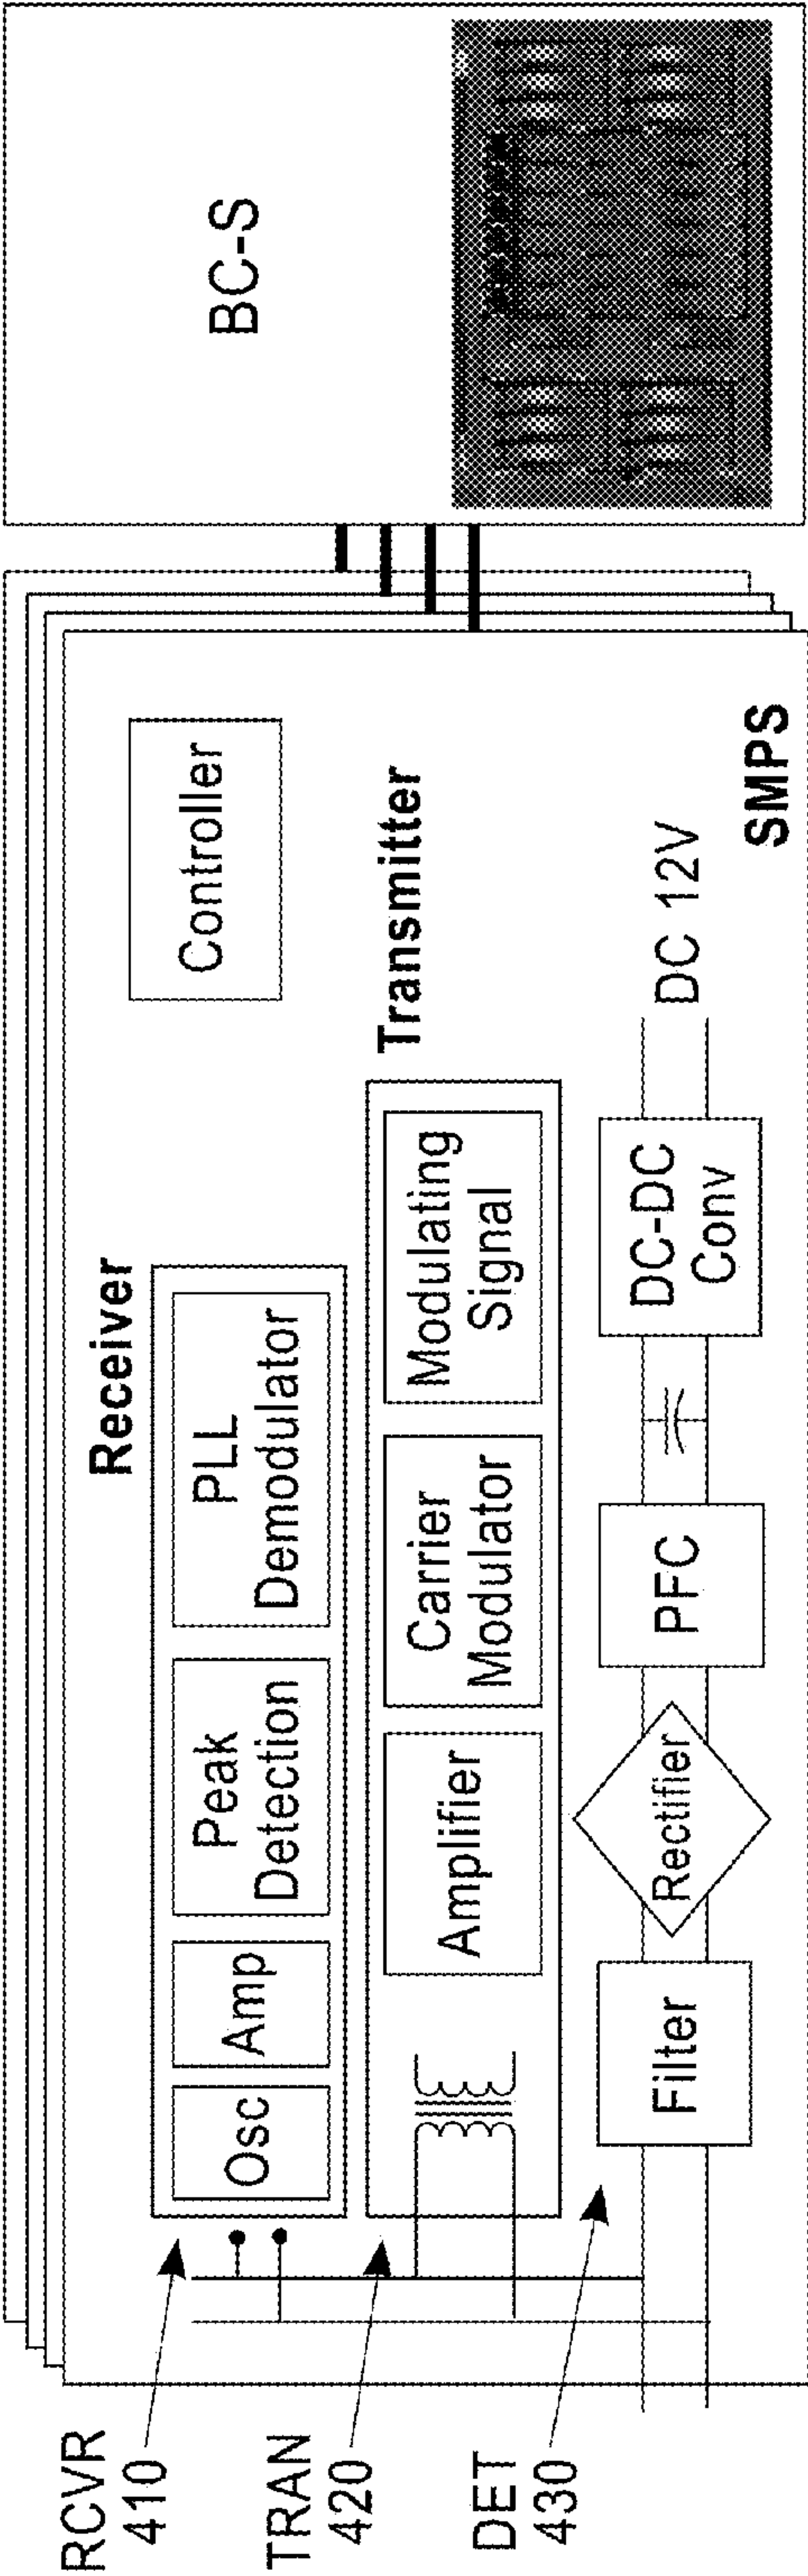 RCVR
410
TRAN
420
DET
430
Receiver
Osc
Amp
Peak
Detection
PLL
Demodulator
Controller
Transmitter
Amplifier
Carrier
Modulator
Modulating
Signal
Filter
Rectifier
PFC
DC-DC
Conv
DC 12V
SMPS
BC-S